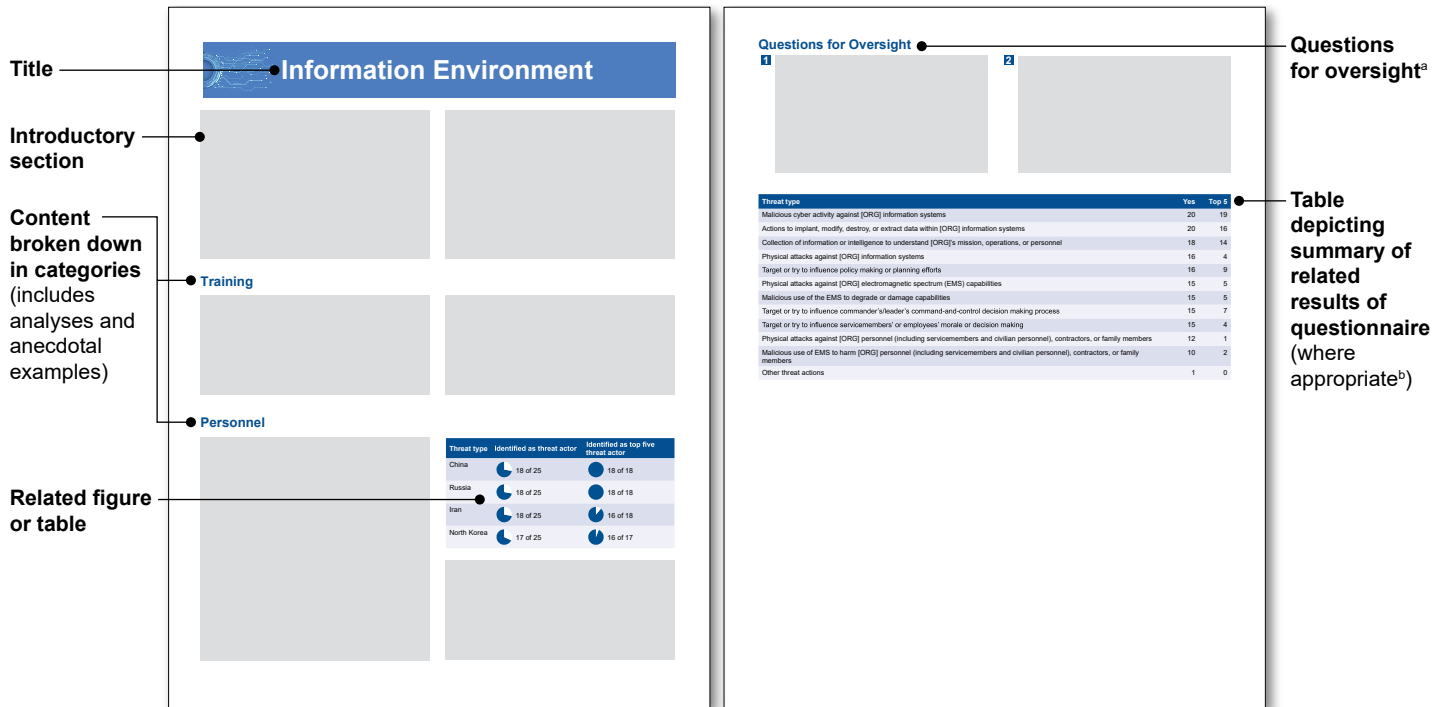 Title
Information Environment
Introductory
section
Content
broken down
in categories
(includes
analyses and
anecdotal
examples)
Training
Personnel
Related figure
or table
Threat type Identified as threat actor Identified as top five
threat actor
China 18 of 25 18 of 18
Russia 18 of 25 18 of 18
Iran 18 of 25 16 of 18
North Korea 17 of 25 16 of 17
Questions for Oversight
1 2
Questions
for oversightᵃ
Threat type Yes Top 5
Malicious cyber activity against [ORG] information systems 20 19
Actions to implant, modify, destroy, or extract data within [ORG] information systems 20 16
Collection of information or intelligence to understand [ORG]'s mission, operations, or personnel 18 14
Physical attacks against [ORG] information systems 16 4
Target or try to influence policy making or planning efforts 16 9
Physical attacks against [ORG] electromagnetic spectrum (EMS) capabilities 15 5
Malicious use of the EMS to degrade or damage capabilities 15 5
Target or try to influence commander's/leader's command-and-control decision making process 15 7
Target or try to influence servicemembers' or employees' morale or decision making 15 4
Physical attacks against [ORG] personnel (including servicemembers and civilian personnel), contractors, or family members 12 1
Malicious use of EMS to harm [ORG] personnel (including servicemembers and civilian personnel), contractors, or family 10 2
members
Other threat actions 1 0
Table
depicting
summary of
related
results of
questionnaire
(where
appropriateᵇ)